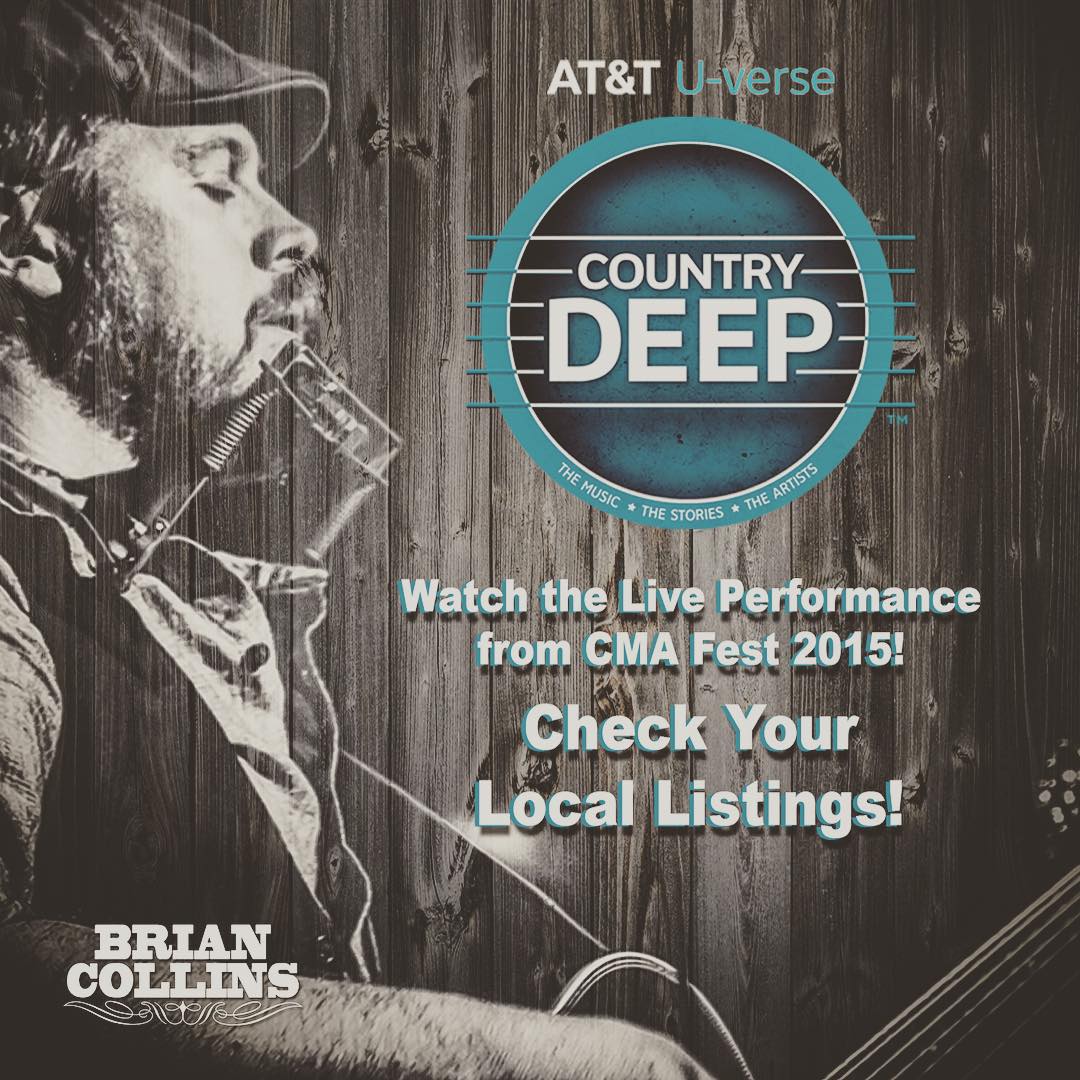 AT&T U-verse
COUNTRY
DEEP
TM
THE MUSIC ★ THE STORIES ★ THE ARTISTS
Watch the Live Performance
from CMA Fest 2015!
Check Your
Local Listings!
BRIAN
COLLINS